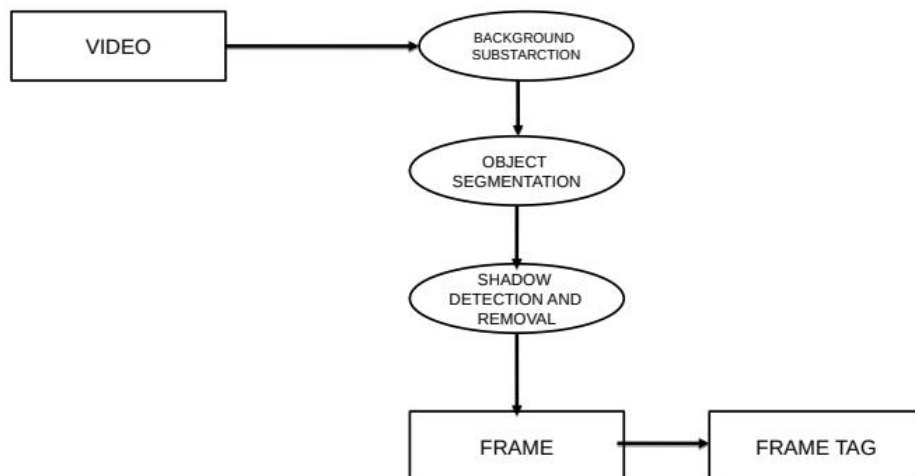 VIDEO
BACKGROUND
SUBSTARCTION
OBJECT
SEGMENTATION
SHADOW
DETECTION AND
REMOVAL
FRAME
FRAME TAG